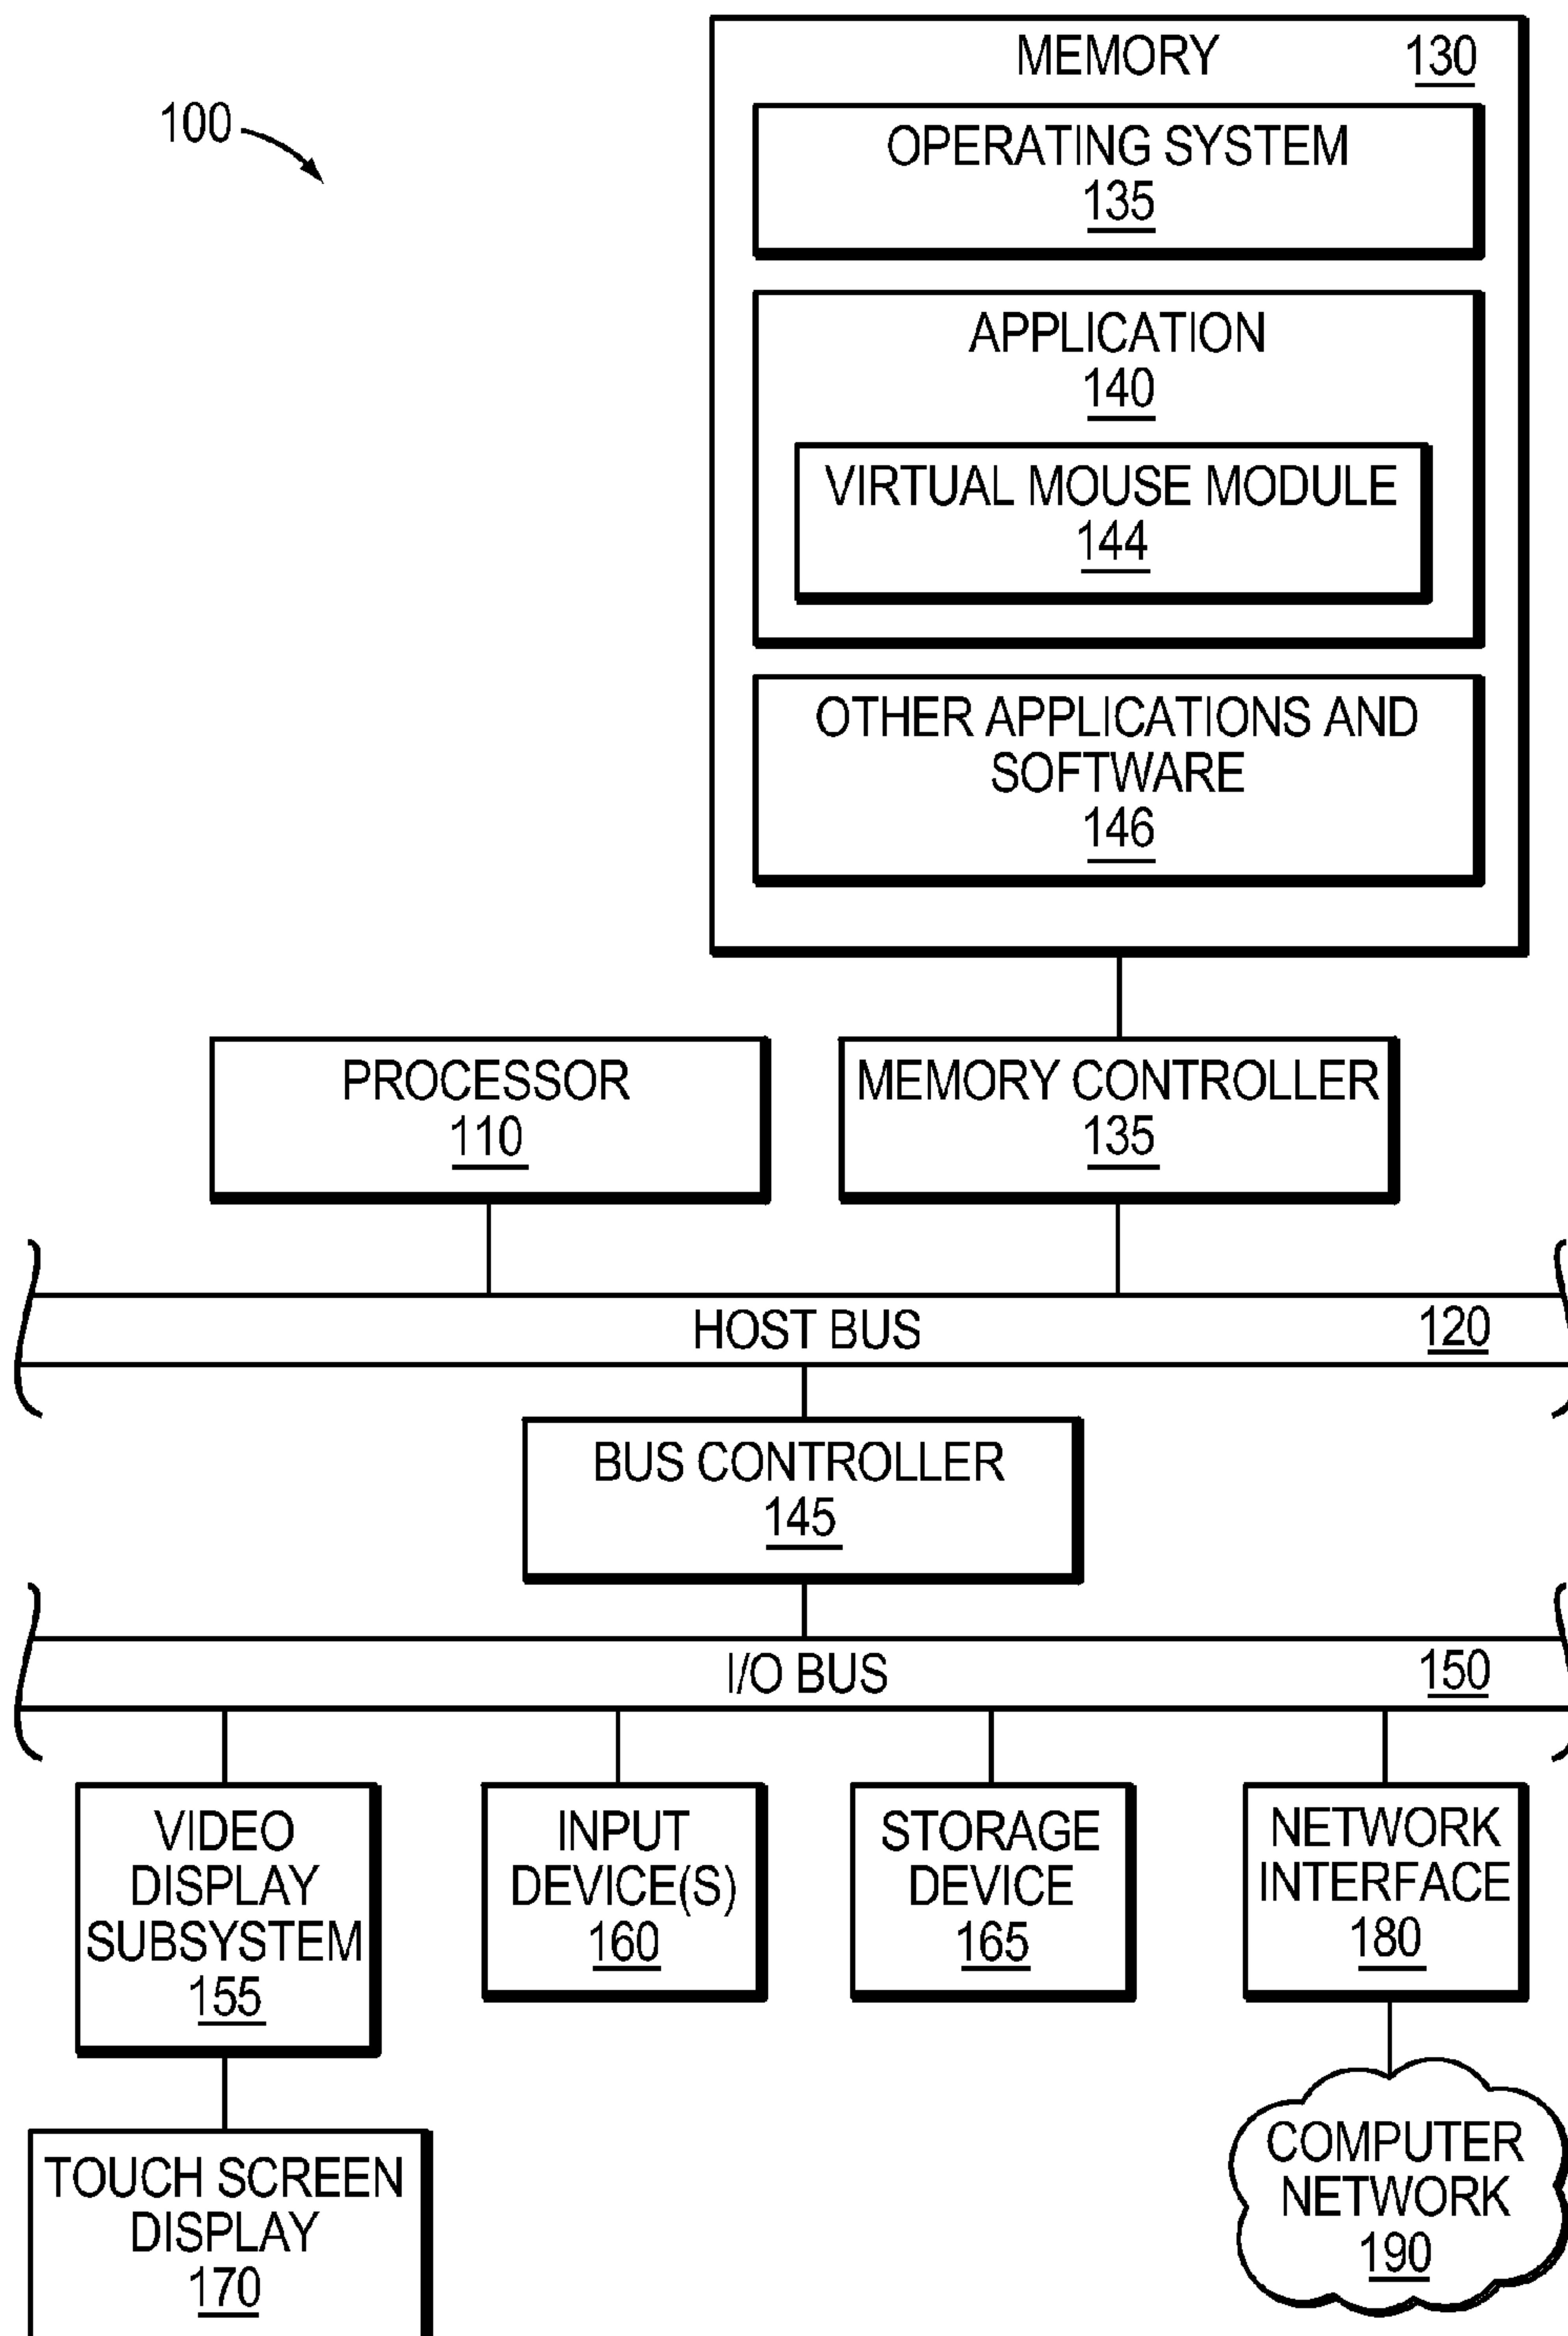 100
MEMORY 130
OPERATING SYSTEM
135
APPLICATION
140
VIRTUAL MOUSE MODULE
144
OTHER APPLICATIONS AND
SOFTWARE
146
PROCESSOR
110
MEMORY CONTROLLER
135
HOST BUS 120
BUS CONTROLLER
145
I/O BUS 150
VIDEO
DISPLAY
SUBSYSTEM
155
INPUT
DEVICE(S)
160
STORAGE
DEVICE
165
NETWORK
INTERFACE
180
TOUCH SCREEN
DISPLAY
170
COMPUTER
NETWORK
190